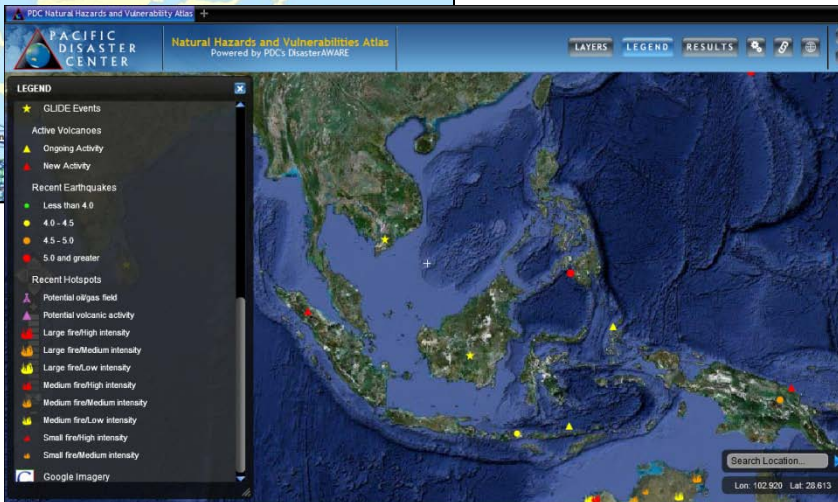 PDC Natural Hazards and Vulnerability Atlas
PACIFIC
DISASTER
CENTER
Natural Hazards and Vulnerabilities Atlas
Powered by PDC's DisasterAWARE
LAYERS
LEGEND
RESULTS
LEGEND
GLIDE Events
Active Volcanoes
Ongoing Activity
New Activity
Recent Earthquakes
Less than 4.0
4.0 - 4.5
4.5 - 5.0
5.0 and greater
Recent Hotspots
Potential oil/gas field
Potential volcanic activity
Large fire/High intensity
Large fire/Medium intensity
Large fire/Low intensity
Medium fire/High intensity
Medium fire/Medium intensity
Medium fire/Low intensity
Small fire/High intensity
Small fire/Medium intensity
Google Imagery
Search Location...
Lon: 102.920 Lat: 28.613